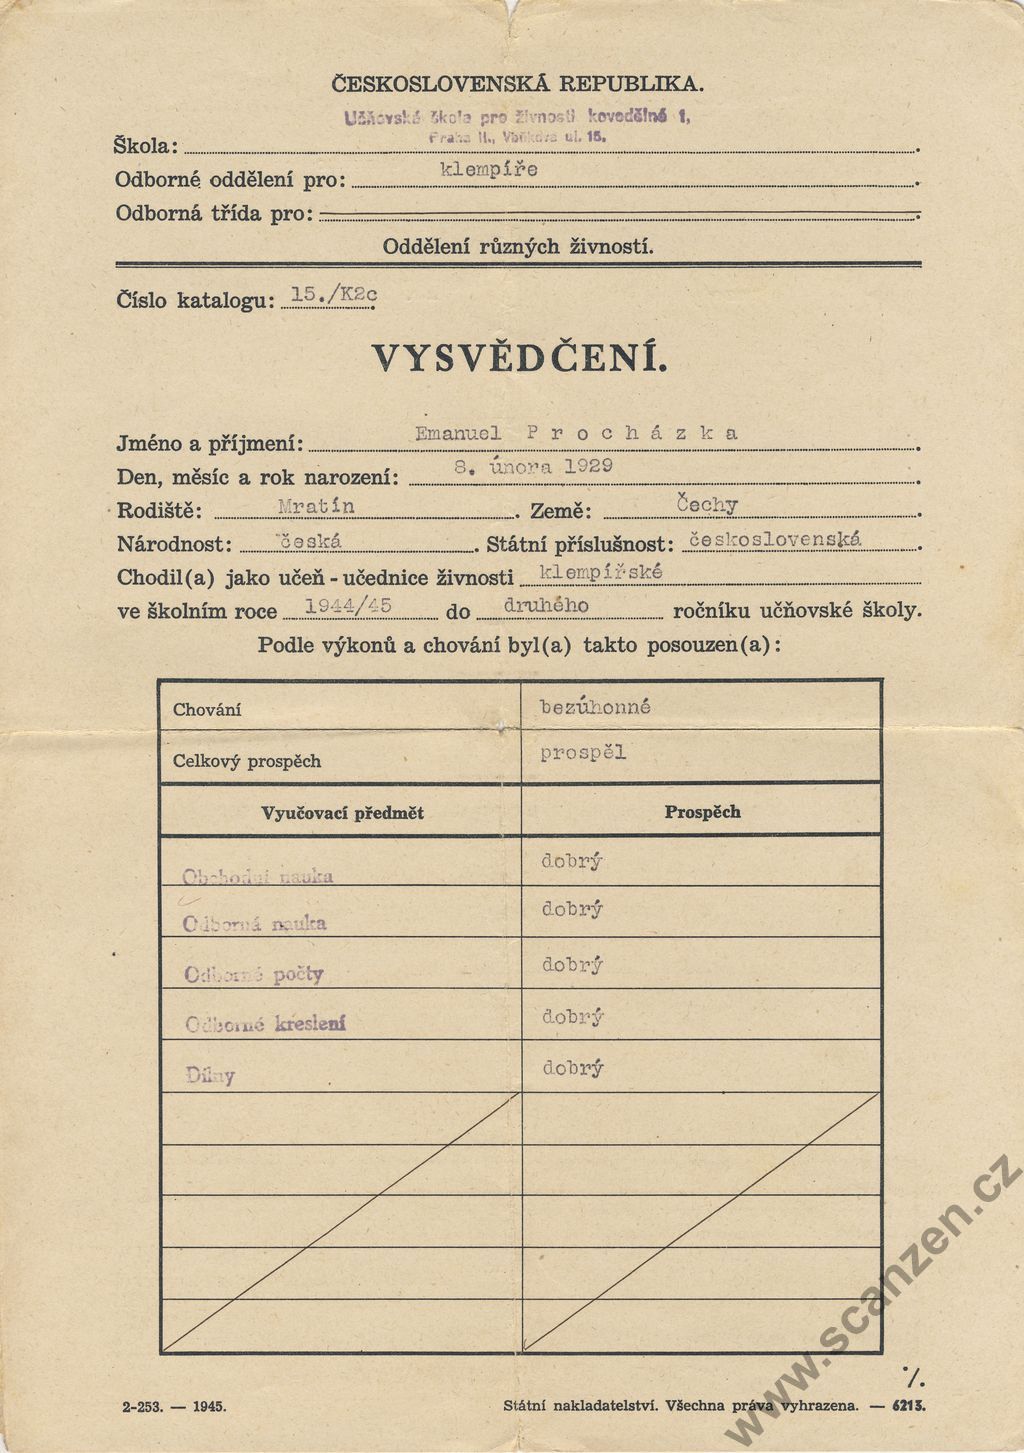 ČESKOSLOVENSKÁ REPUBLIKA.
Učňovská škola pro živnosti kovodělné 1,
Praha II., ul. 15.
Škola:
Odborné oddělení pro: klempíře
Odborná třída pro:
Oddělení různých živností.
Číslo katalogu: 15./K2c
VYSVĚDČENÍ.
Jméno a příjmení: Emanuel Procházka
Den, měsíc a rok narození: 8. února 1929
Rodiště: Mratín. Země: Čechy.
Národnost: česká. Státní příslušnost: československá.
Chodil(a) jako učeň - učednice živnosti klempířské
ve školním roce 1944/45 do druhého ročníku učňovské školy.
Podle výkonů a chování byl(a) takto posouzen(a):
Chování bezúhonné
Celkový prospěch prospěl
Vyučovací předmět Prospěch
Obchodní nauka dobrý
Odborná nauka dobrý
Odborné počty dobrý
Odborné kreslení dobrý
Dílny dobrý
./.
2-253. — 1945. Státní nakladatelství. Všechna práva vyhrazena. — 6213.
www.scanzen.cz